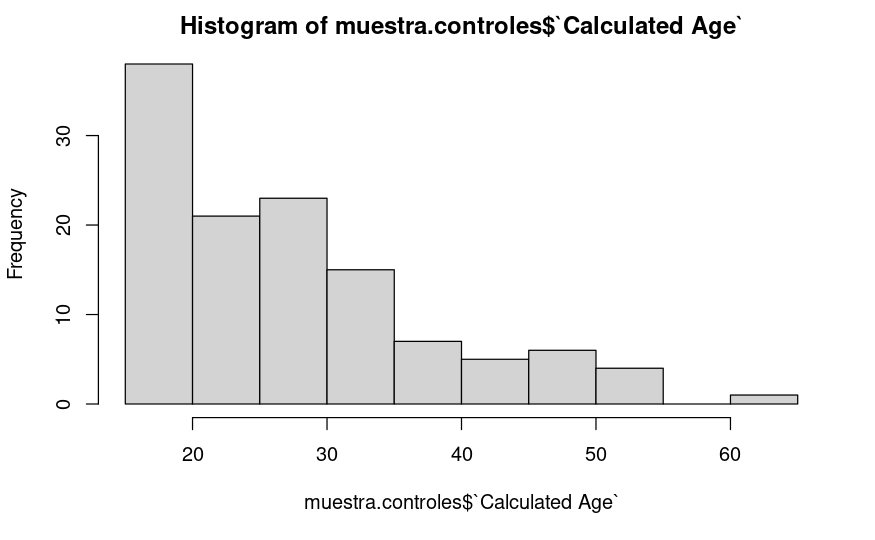 Histogram of muestra.controles$`Calculated Age`
Frequency
30
20
10
0
20 30 40 50 60
muestra.controles$`Calculated Age`